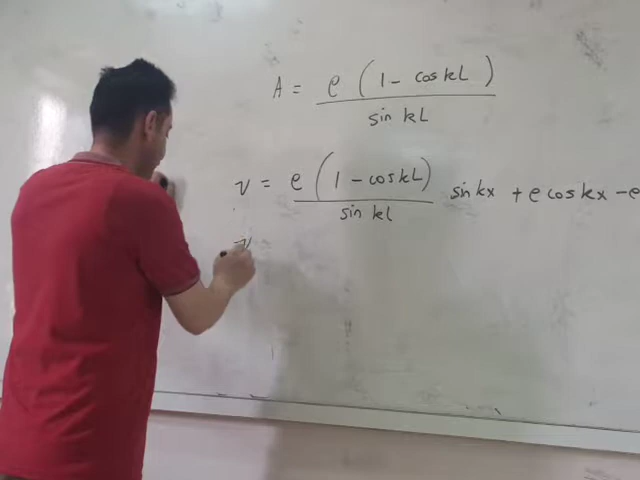 A = e (1 - cos kL) / sin kL
v = e (1 - cos kL) / sin kl sin kx + e cos kx - e
v